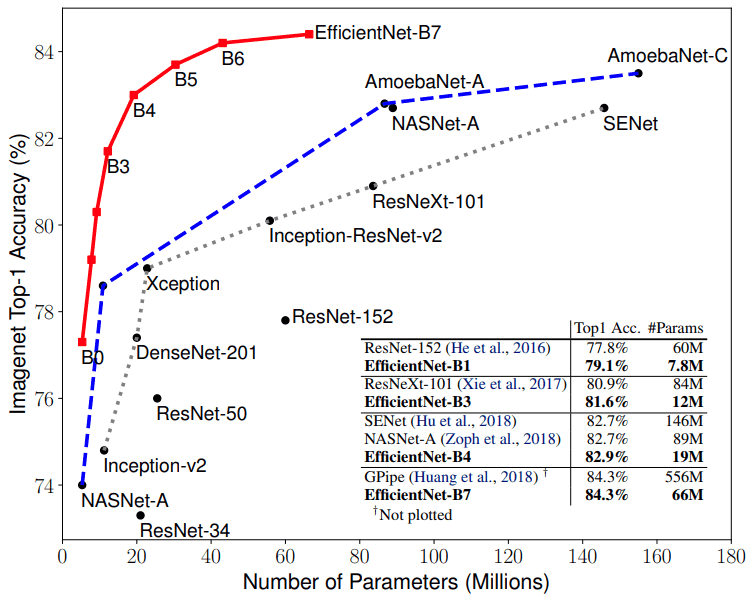 EfficientNet-B7
84
B6
AmoebaNet-C
B5
AmoebaNet-A
B4
NASNet-A
SENet
82
B3
ResNeXt-101
80
Inception-ResNet-v2
Xception
78
ResNet-152
B0
DenseNet-201
76
ResNet-50
Inception-v2
74
NASNet-A
ResNet-34
Imagenet Top-1 Accuracy (%)
0 20 40 60 80 100 120 140 160 180
Number of Parameters (Millions)
Top1 Acc. #Params
ResNet-152 (He et al., 2016) 77.8% 60M
EfficientNet-B1 79.1% 7.8M
ResNeXt-101 (Xie et al., 2017) 80.9% 84M
EfficientNet-B3 81.6% 12M
SENet (Hu et al., 2018) 82.7% 146M
NASNet-A (Zoph et al., 2018) 82.7% 89M
EfficientNet-B4 82.9% 19M
GPipe (Huang et al., 2018) † 84.3% 556M
EfficientNet-B7 84.3% 66M
†Not plotted